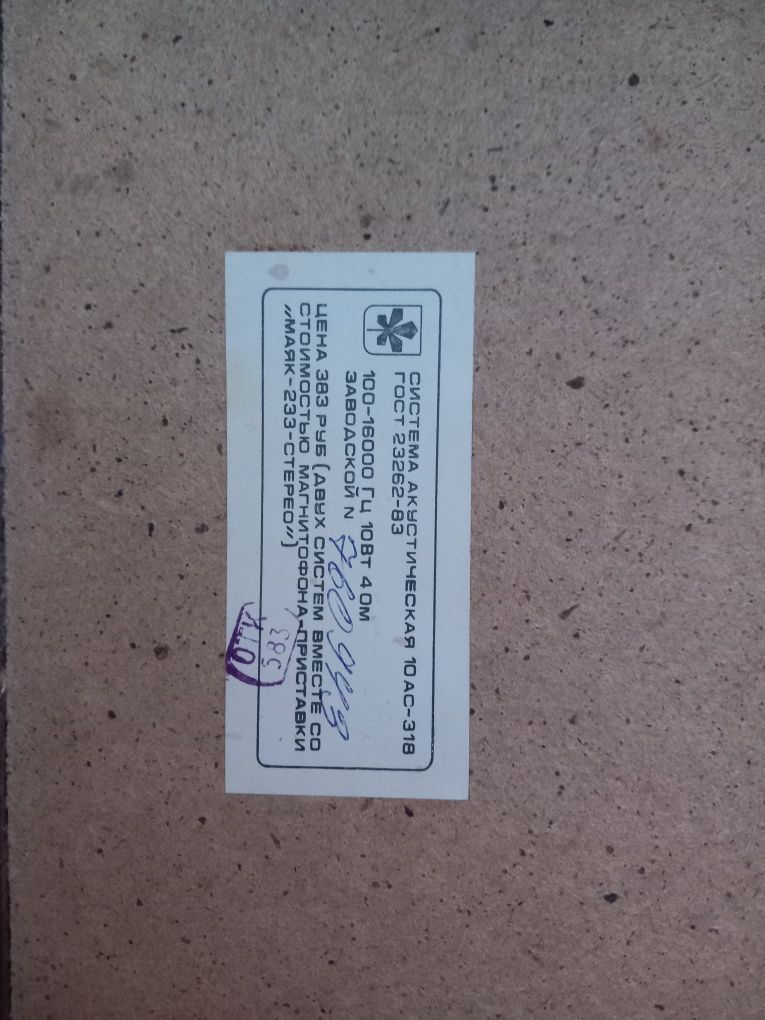 СИСТЕМА АКУСТИЧЕСКАЯ 10АС-318
ГОСТ 23262-83
100-16000 ГЦ 10ВТ 4 ОМ
ЗАВОДСКОЙ N
ЦЕНА 383 РУБ (ДВУХ СИСТЕМ ВМЕСТЕ СО
СТОИМОСТЬЮ МАГНИТОФОНА-ПРИСТАВКИ
„МАЯК-233-СТЕРЕО”)